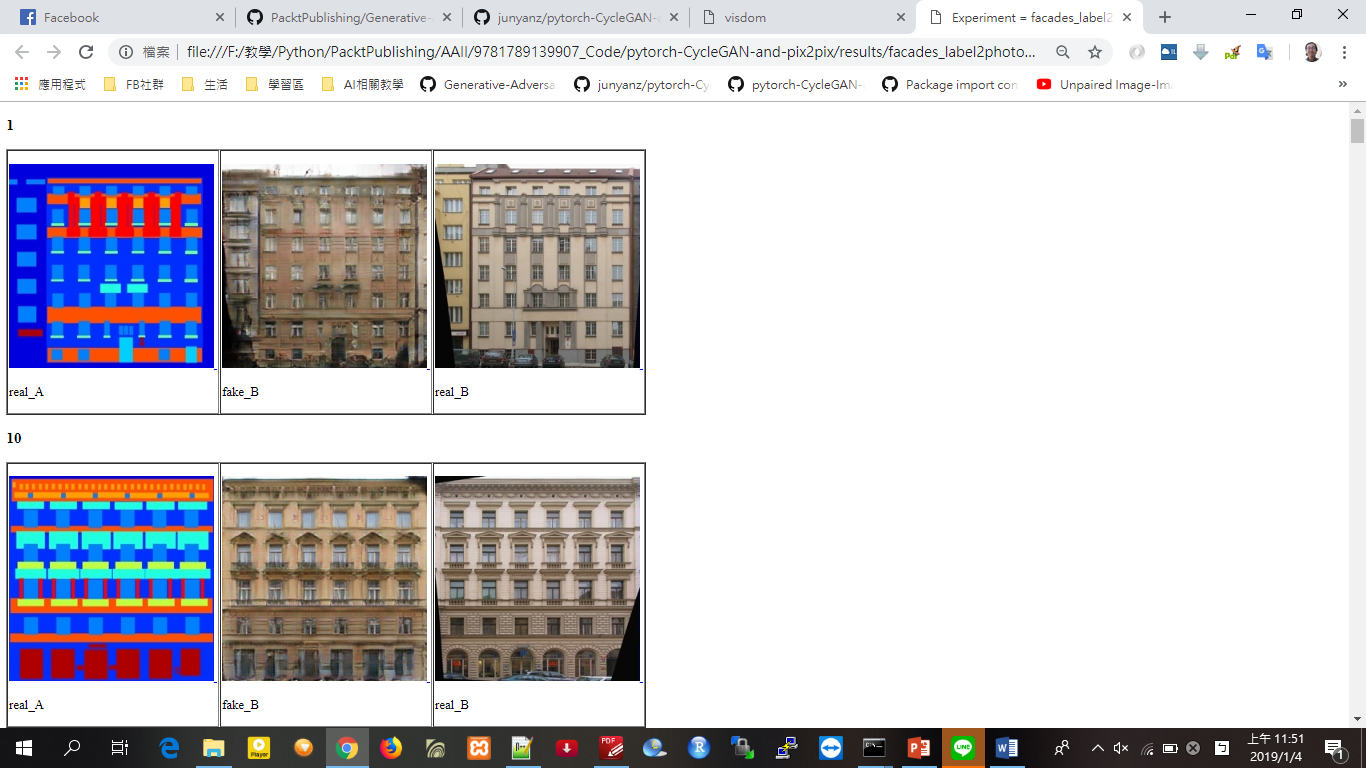 Facebook
PacktPublishing/Generative-
junyanz/pytorch-CycleGAN-
visdom
Experiment = facades_label2
檔案
file:///F:/教學/Python/PacktPublishing/AAII/9781789139907_Code/pytorch-CycleGAN-and-pix2pix/results/facades_label2photo...
應用程式
FB社群
生活
學習區
AI相關教學
Generative-Adversa
junyanz/pytorch-Cy
pytorch-CycleGAN-
Package import con
Unpaired Image-Im
»
1
real_A
fake_B
real_B
10
real_A
fake_B
real_B
上午 11:51
2019/1/4